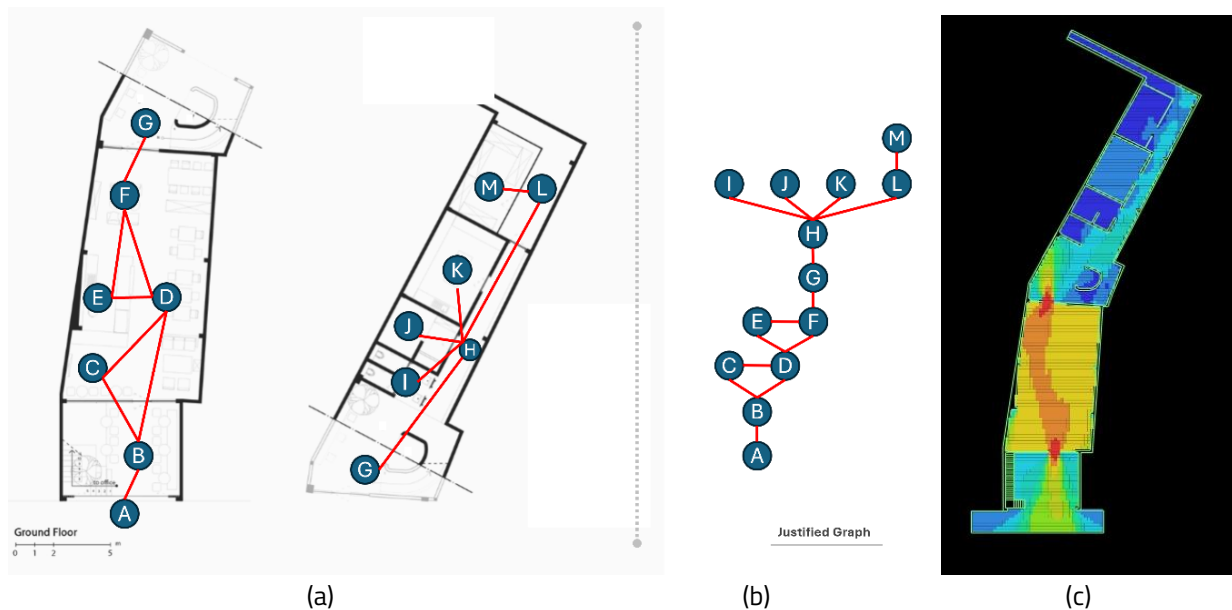 G
F
E
D
C
B
to office
A
Ground Floor
0 1 2 5 m
M
L
K
J
H
I
G
M
I J K L
H
G
E F
C D
B
A
Justified Graph
(a)
(b)
(c)